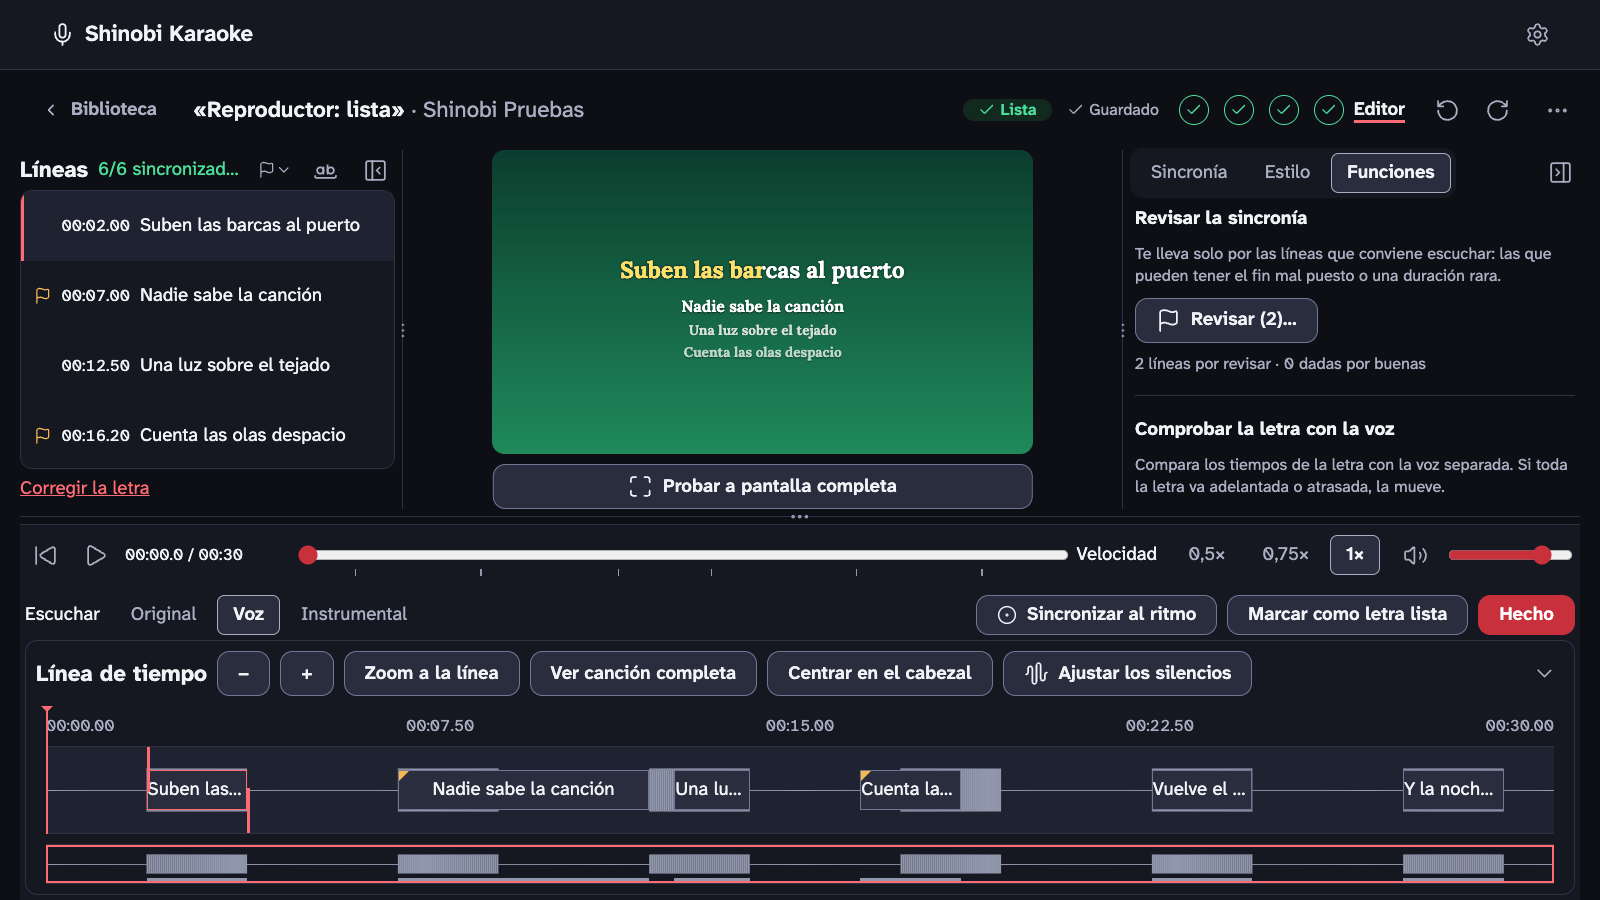 Shinobi Karaoke
Biblioteca
«Reproductor: lista» · Shinobi Pruebas
Lista
Guardado
Editor
Líneas
6/6 sincronizad...
ab
00:02.00 Suben las barcas al puerto
00:07.00 Nadie sabe la canción
00:12.50 Una luz sobre el tejado
00:16.20 Cuenta las olas despacio
Corregir la letra
Suben las barcas al puerto
Nadie sabe la canción
Una luz sobre el tejado
Cuenta las olas despacio
Probar a pantalla completa
Sincronía
Estilo
Funciones
Revisar la sincronía
Te lleva solo por las líneas que conviene escuchar: las que
pueden tener el fin mal puesto o una duración rara.
Revisar (2)...
2 líneas por revisar · 0 dadas por buenas
Comprobar la letra con la voz
Compara los tiempos de la letra con la voz separada. Si toda
la letra va adelantada o atrasada, la mueve.
00:00.0 / 00:30
Velocidad
0,5×
0,75×
1×
Escuchar
Original
Voz
Instrumental
Sincronizar al ritmo
Marcar como letra lista
Hecho
Línea de tiempo
−
+
Zoom a la línea
Ver canción completa
Centrar en el cabezal
Ajustar los silencios
00:00.00
00:07.50
00:15.00
00:22.50
00:30.00
Suben las...
Nadie sabe la canción
Una lu...
Cuenta la...
Vuelve el ...
Y la noch...